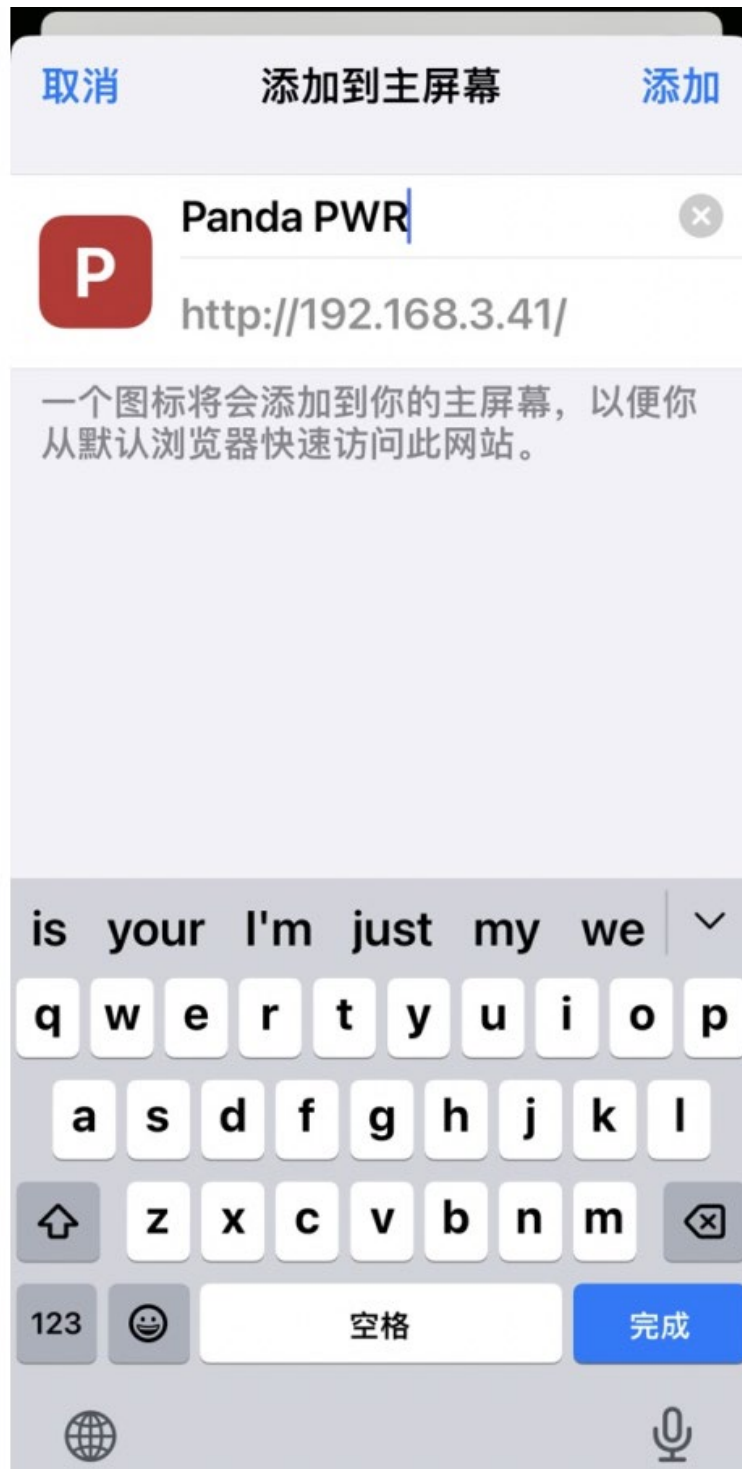 取消 添加到主屏幕 添加
Panda PWR
P
http://192.168.3.41/
一个图标将会添加到你的主屏幕，以便你
从默认浏览器快速访问此网站。
is your I'm just my we
q w e r t y u i o p
a s d f g h j k l
z x c v b n m
123 空格 完成